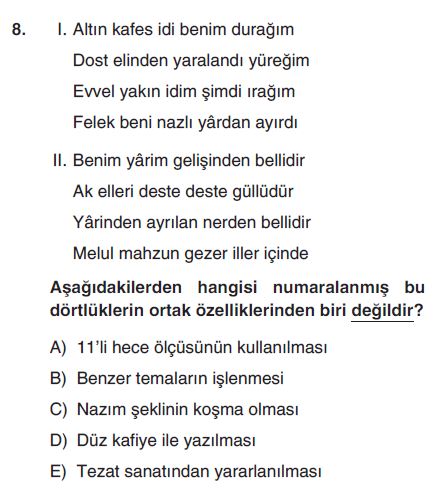 8. I. Altın kafes idi benim durağım
Dost elinden yaralandı yüreğim
Evvel yakın idim şimdi ırağım
Felek beni nazlı yârdan ayırdı
II. Benim yârim gelişinden bellidir
Ak elleri deste deste güllüdür
Yârinden ayrılan nerden bellidir
Melul mahzun gezer iller içinde
Aşağıdakilerden hangisi numaralanmış bu
dörtlüklerin ortak özelliklerinden biri değildir?
A) 11’li hece ölçüsünün kullanılması
B) Benzer temaların işlenmesi
C) Nazım şeklinin koşma olması
D) Düz kafiye ile yazılması
E) Tezat sanatından yararlanılması